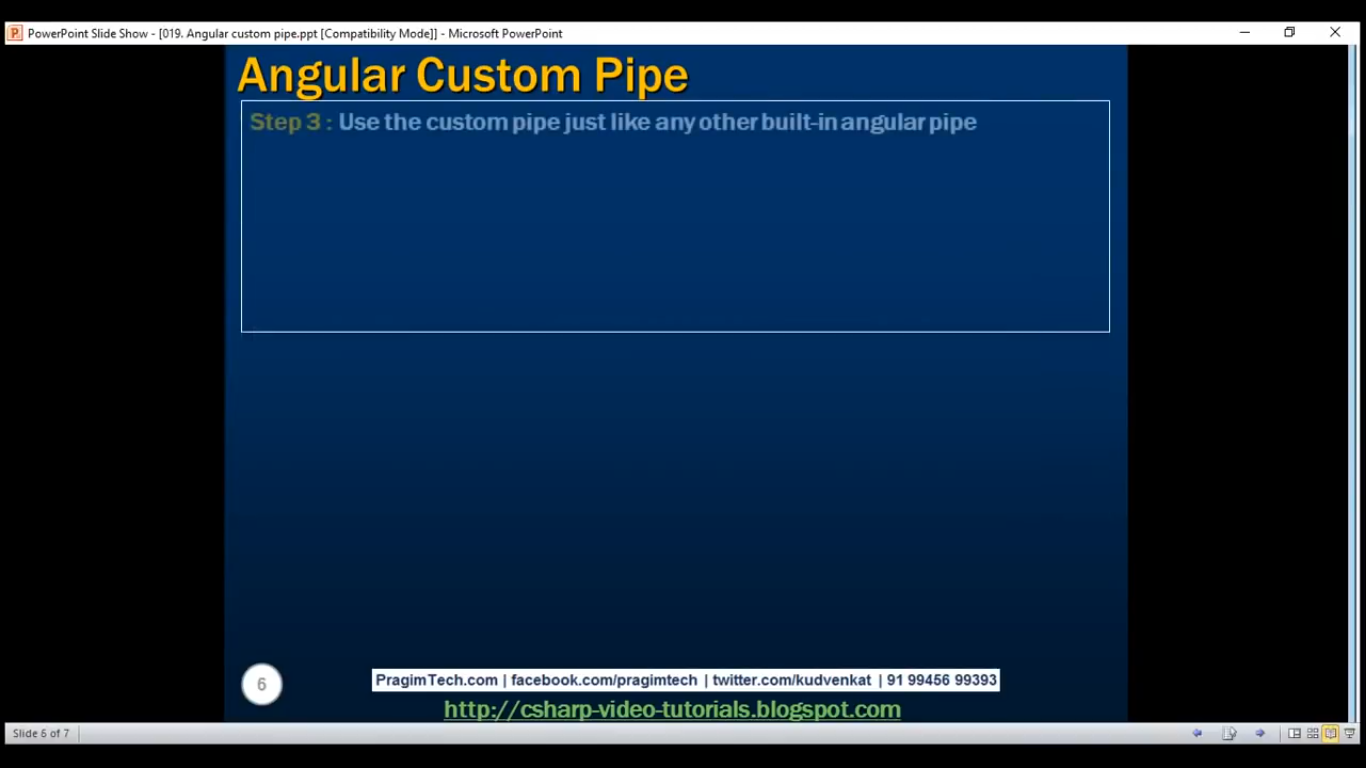 PowerPoint Slide Show - [019. Angular custom pipe.ppt [Compatibility Mode]] - Microsoft PowerPoint
Angular Custom Pipe
Step 3 : Use the custom pipe just like any other built-in angular pipe
6
PragimTech.com | facebook.com/pragimtech | twitter.com/kudvenkat | 91 99456 99393
http://csharp-video-tutorials.blogspot.com
Slide 6 of 7